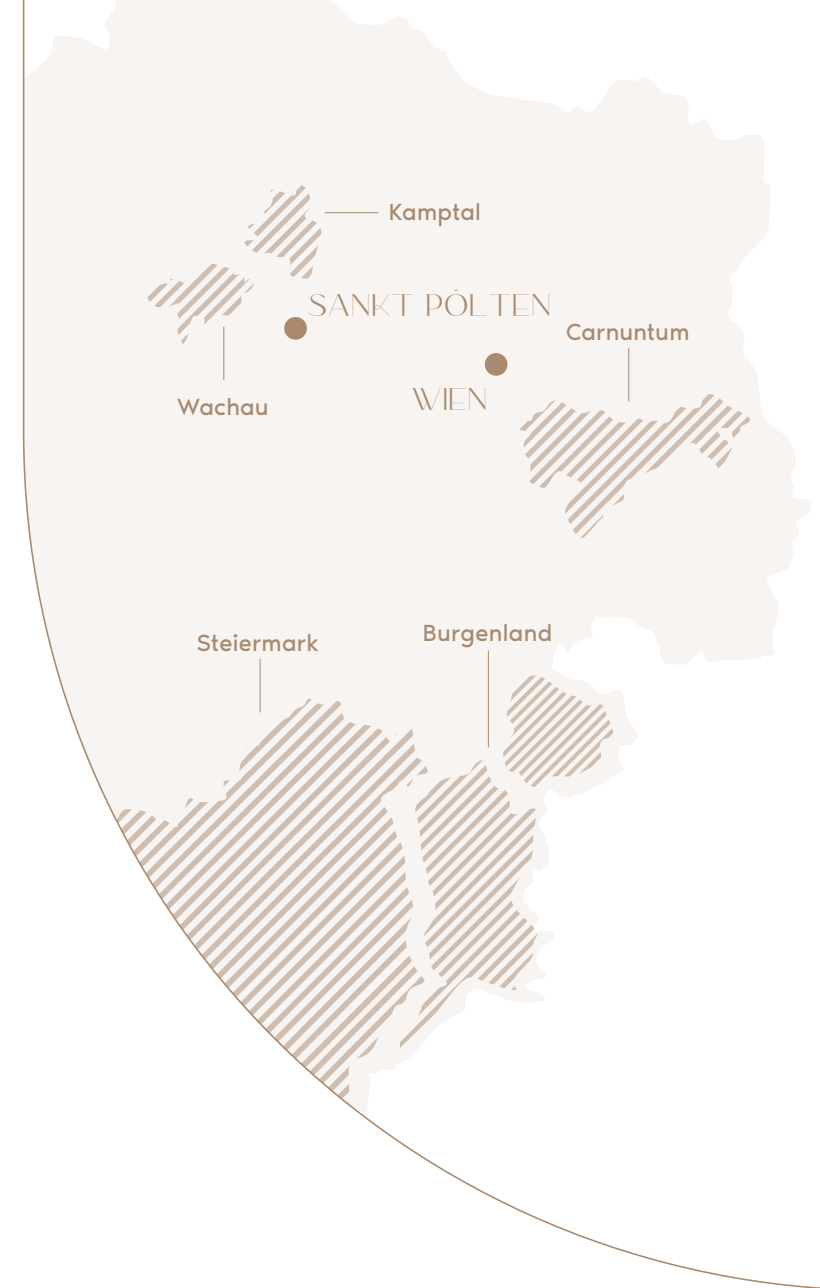 Kamptal
SANKT PÖLTEN
Carnuntum
Wachau
WIEN
Burgenland
Steiermark